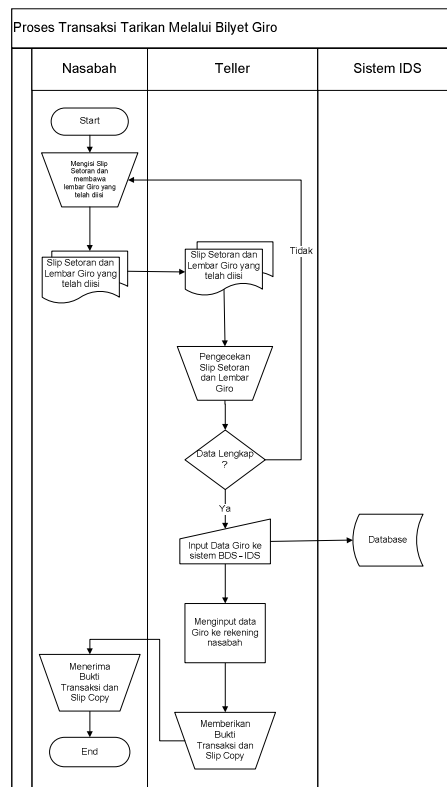 Proses Transaksi Tarikan Melalui Bilyet Giro
Nasabah
Teller
Sistem IDS
Start
Mengisi Slip
Setoran dan
membawa
lembar Giro yang
telah diisi
Tidak
Slip Setoran dan
Lembar Giro yang
telah diisi
Slip Setoran dan
Lembar Giro yang
telah diisi
Pengecekan
Slip Setoran
dan Lembar
Giro
Data Lengkap
?
Ya
Input Data Giro ke
sistem BDS – IDS
Database
Menginput data
Giro ke rekening
nasabah
Menerima
Bukti
Transaksi dan
Slip Copy
Memberikan
Bukti
Transaksi dan
Slip Copy
End